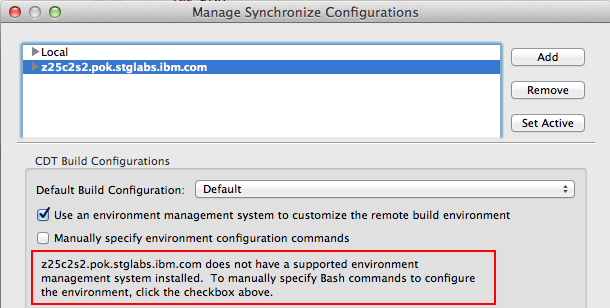 Manage Synchronize Configurations
Local
z25c2s2.pok.stglabs.ibm.com
Add
Remove
Set Active
CDT Build Configurations
Default Build Configuration: Default
Use an environment management system to customize the remote build environment
Manually specify environment configuration commands
z25c2s2.pok.stglabs.ibm.com does not have a supported environment
management system installed. To manually specify Bash commands to configure
the environment, click the checkbox above.